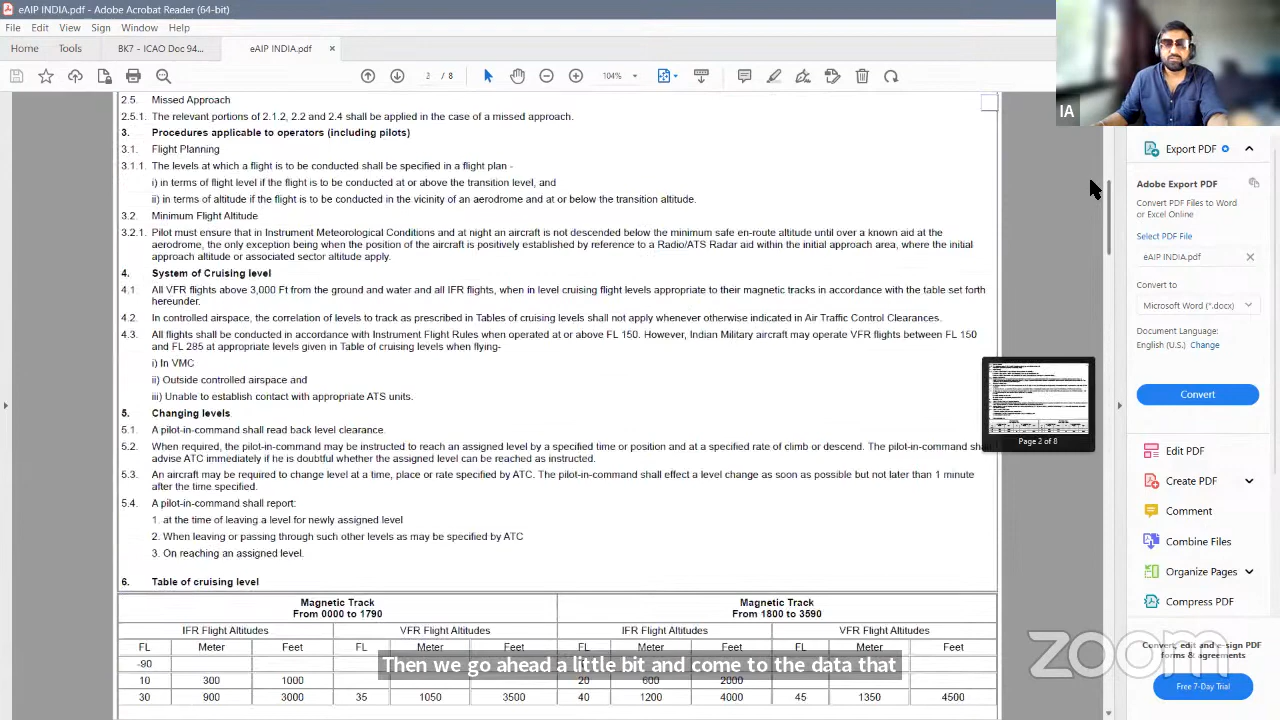 eAIP INDIA.pdf - Adobe Acrobat Reader (64-bit)
File Edit View Sign Window Help
Home Tools BK7 - ICAO Doc 94... eAIP INDIA.pdf ×
2 / 8 104%
2.5. Missed Approach
2.5.1. The relevant portions of 2.1.2, 2.2 and 2.4 shall be applied in the case of a missed approach.
3. Procedures applicable to operators (including pilots)
3.1. Flight Planning
3.1.1. The levels at which a flight is to be conducted shall be specified in a flight plan -
i) in terms of flight level if the flight is to be conducted at or above the transition level, and
ii) in terms of altitude if the flight is to be conducted in the vicinity of an aerodrome and at or below the transition altitude.
3.2. Minimum Flight Altitude
3.2.1. Pilot must ensure that in Instrument Meteorological Conditions and at night an aircraft is not descended below the minimum safe en-route altitude until over a known aid at the
aerodrome, the only exception being when the position of the aircraft is positively established by reference to a Radio/ATS Radar aid within the initial approach area, where the initial
approach altitude or associated sector altitude apply.
4. System of Cruising level
4.1 All VFR flights above 3,000 Ft from the ground and water and all IFR flights, when in level cruising flight levels appropriate to their magnetic tracks in accordance with the table set forth
hereunder.
4.2. In controlled airspace, the correlation of levels to track as prescribed in Tables of cruising levels shall not apply whenever otherwise indicated in Air Traffic Control Clearances.
4.3. All flights shall be conducted in accordance with Instrument Flight Rules when operated at or above FL 150. However, Indian Military aircraft may operate VFR flights between FL 150
and FL 285 at appropriate levels given in Table of cruising levels when flying-
i) In VMC
ii) Outside controlled airspace and
iii) Unable to establish contact with appropriate ATS units.
5. Changing levels
5.1. A pilot-in-command shall read back level clearance.
5.2. When required, the pilot-in-command may be instructed to reach an assigned level by a specified time or position and at a specified rate of climb or descend. The pilot-in-command shall
advise ATC immediately if he is doubtful whether the assigned level can be reached as instructed.
5.3. An aircraft may be required to change level at a time, place or rate specified by ATC. The pilot-in-command shall effect a level change as soon as possible but not later than 1 minute
after the time specified.
5.4. A pilot-in-command shall report:
1. at the time of leaving a level for newly assigned level
2. When leaving or passing through such other levels as may be specified by ATC
3. On reaching an assigned level.
6. Table of cruising level
Magnetic Track Magnetic Track
From 0000 to 1790 From 1800 to 3590
IFR Flight Altitudes VFR Flight Altitudes IFR Flight Altitudes VFR Flight Altitudes
FL Meter Feet FL Meter Feet FL Meter Feet FL Meter Feet
-90
10 300 1000 20 600 2000
30 900 3000 35 1050 3500 40 1200 4000 45 1350 4500
Then we go ahead a little bit and come to the data that
Page 2 of 8
IA
Export PDF
Adobe Export PDF
Convert PDF Files to Word
or Excel Online
Select PDF File
eAIP INDIA.pdf ×
Convert to
Microsoft Word (*.docx)
Document Language:
English (U.S.) Change
Convert
Edit PDF
Create PDF
Comment
Combine Files
Organize Pages
Compress PDF
Convert, edit and e-sign PDF
forms & agreements
Free 7-Day Trial
zoom